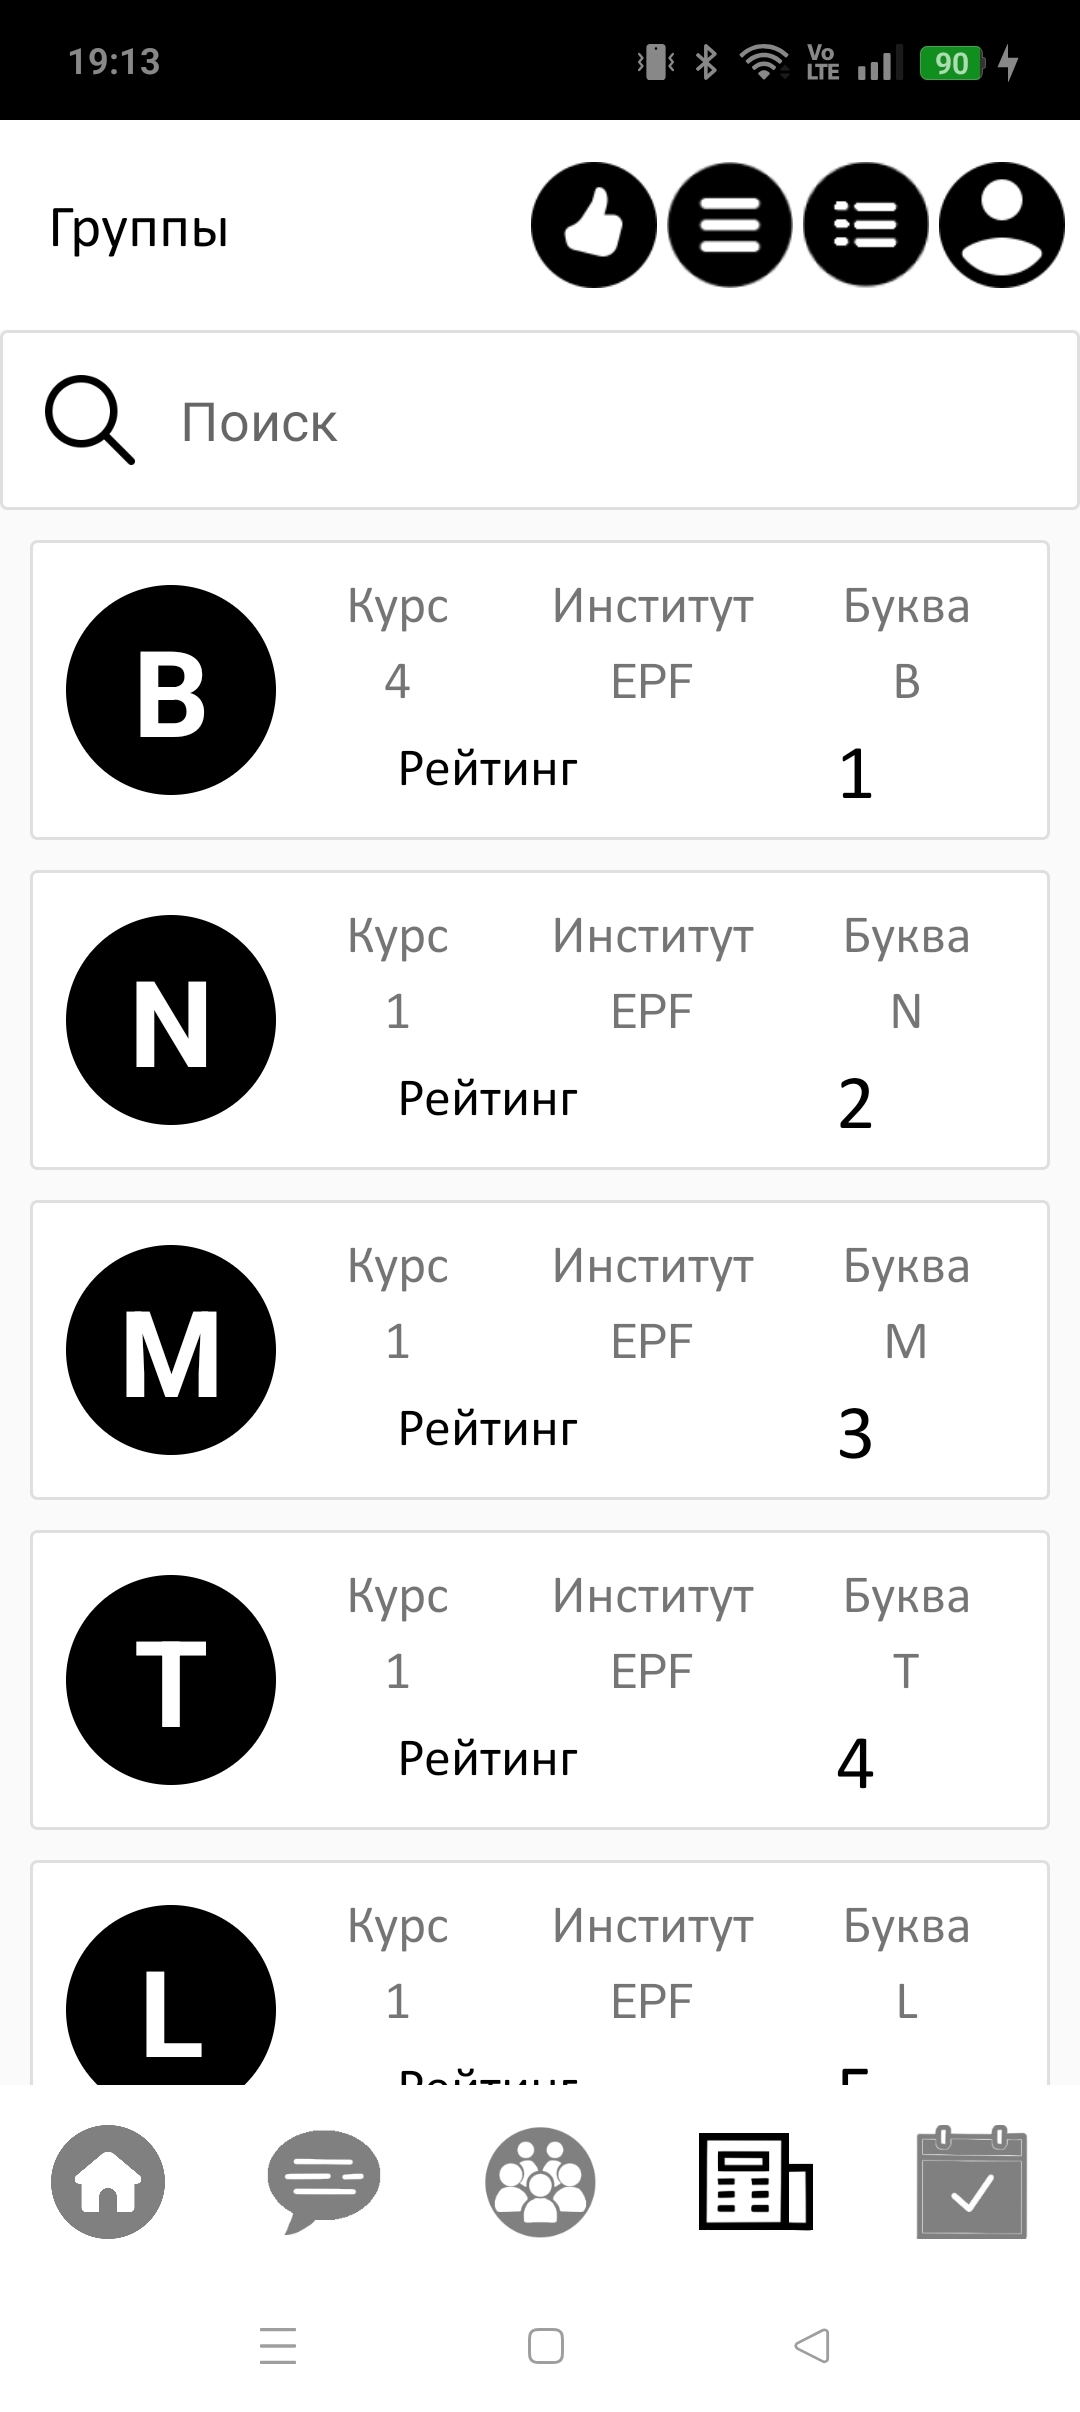 19:13
Vo LTE
90
Группы
Поиск
B
Курс Институт Буква
4 EPF B
Рейтинг 1
N
Курс Институт Буква
1 EPF N
Рейтинг 2
M
Курс Институт Буква
1 EPF M
Рейтинг 3
T
Курс Институт Буква
1 EPF T
Рейтинг 4
L
Курс Институт Буква
1 EPF L
Рейтинг 5